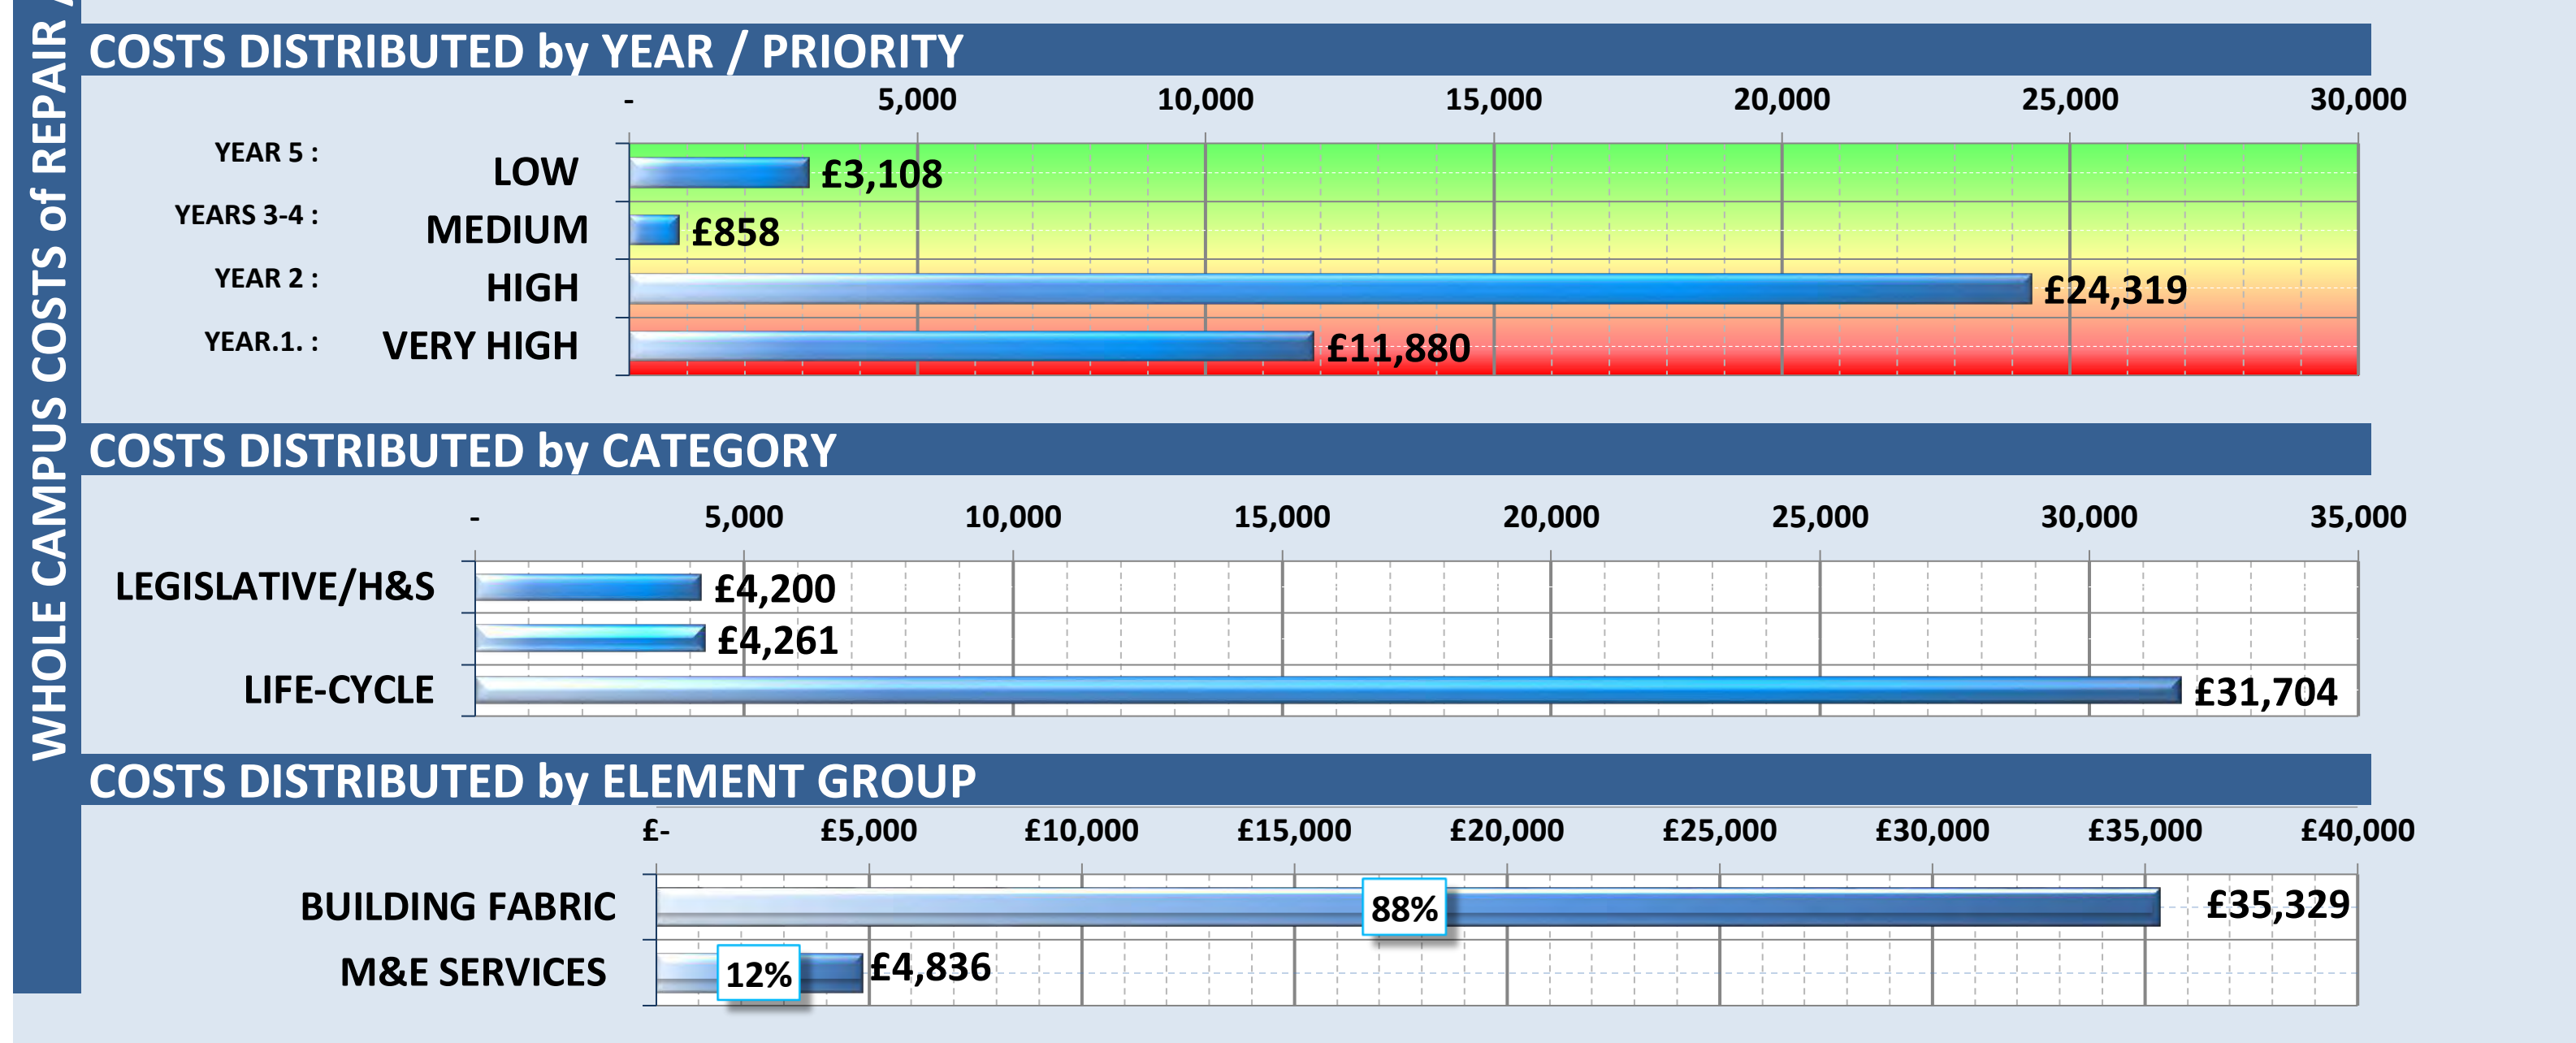 WHOLE CAMPUS COSTS of REPAIR
COSTS DISTRIBUTED by YEAR / PRIORITY
- 5,000 10,000 15,000 20,000 25,000 30,000
YEAR 5 : LOW £3,108
YEARS 3-4 : MEDIUM £858
YEAR 2 : HIGH £24,319
YEAR.1. : VERY HIGH £11,880
COSTS DISTRIBUTED by CATEGORY
- 5,000 10,000 15,000 20,000 25,000 30,000 35,000
LEGISLATIVE/H&S £4,200
£4,261
LIFE-CYCLE £31,704
COSTS DISTRIBUTED by ELEMENT GROUP
£- £5,000 £10,000 £15,000 £20,000 £25,000 £30,000 £35,000 £40,000
BUILDING FABRIC 88% £35,329
M&E SERVICES 12% £4,836